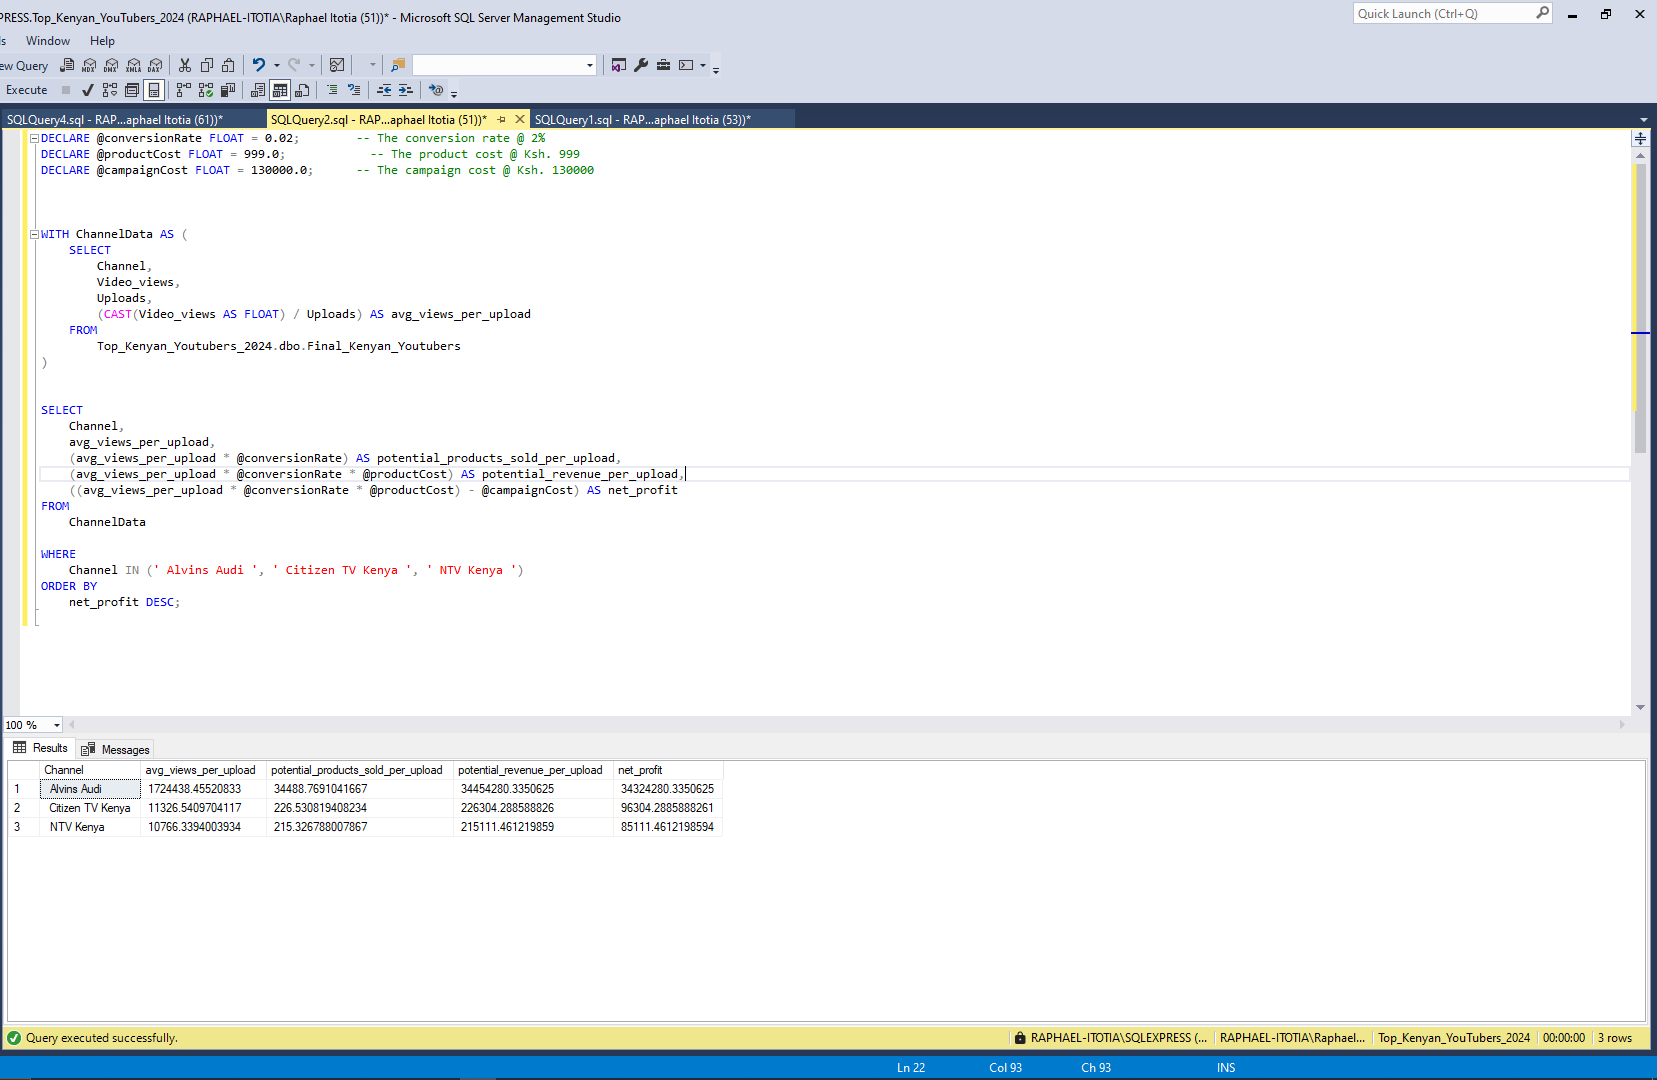 PRESS.Top_Kenyan_YouTubers_2024 (RAPHAEL-ITOTIA\Raphael Itotia (51))* - Microsoft SQL Server Management Studio
Quick Launch (Ctrl+Q)
ls Window Help
ew Query MDX DMX XMLA DAX
Execute
SQLQuery4.sql - RAP...aphael Itotia (61))* SQLQuery2.sql - RAP...aphael Itotia (51))* SQLQuery1.sql - RAP...aphael Itotia (53))*
DECLARE @conversionRate FLOAT = 0.02; -- The conversion rate @ 2%
DECLARE @productCost FLOAT = 999.0; -- The product cost @ Ksh. 999
DECLARE @campaignCost FLOAT = 130000.0; -- The campaign cost @ Ksh. 130000
WITH ChannelData AS (
SELECT
Channel,
Video_views,
Uploads,
(CAST(Video_views AS FLOAT) / Uploads) AS avg_views_per_upload
FROM
Top_Kenyan_Youtubers_2024.dbo.Final_Kenyan_Youtubers
)
SELECT
Channel,
avg_views_per_upload,
(avg_views_per_upload * @conversionRate) AS potential_products_sold_per_upload,
(avg_views_per_upload * @conversionRate * @productCost) AS potential_revenue_per_upload,
((avg_views_per_upload * @conversionRate * @productCost) - @campaignCost) AS net_profit
FROM
ChannelData
WHERE
Channel IN (' Alvins Audi ', ' Citizen TV Kenya ', ' NTV Kenya ')
ORDER BY
net_profit DESC;
100 %
Results Messages
Channel avg_views_per_upload potential_products_sold_per_upload potential_revenue_per_upload net_profit
1 Alvins Audi 1724438.45520833 34488.7691041667 34454280.3350625 34324280.3350625
2 Citizen TV Kenya 11326.5409704117 226.530819408234 226304.288588826 96304.2885888261
3 NTV Kenya 10766.3394003934 215.326788007867 215111.461219859 85111.4612198594
Query executed successfully. RAPHAEL-ITOTIA\SQLEXPRESS (... RAPHAEL-ITOTIA\Raphael... Top_Kenyan_YouTubers_2024 00:00:00 3 rows
Ln 22 Col 93 Ch 93 INS